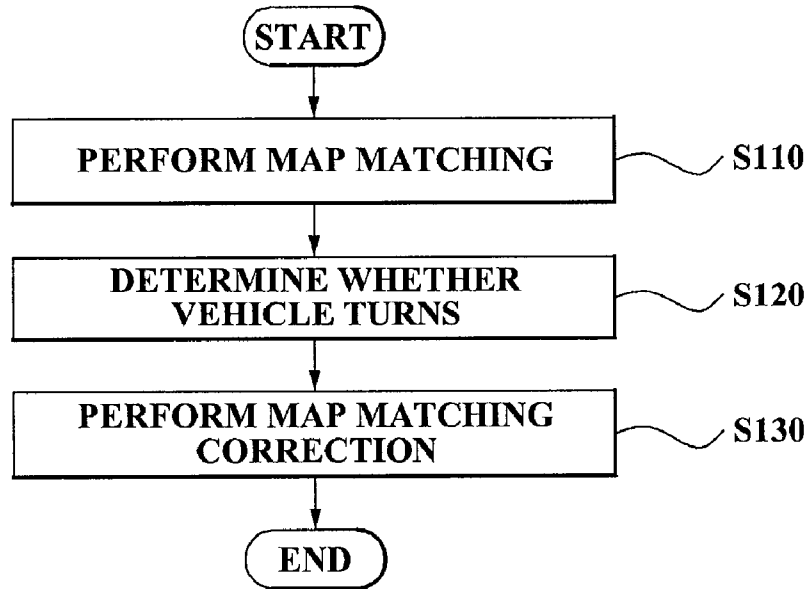 START
PERFORM MAP MATCHING
S110
DETERMINE WHETHER
VEHICLE TURNS
S120
PERFORM MAP MATCHING
CORRECTION
S130
END